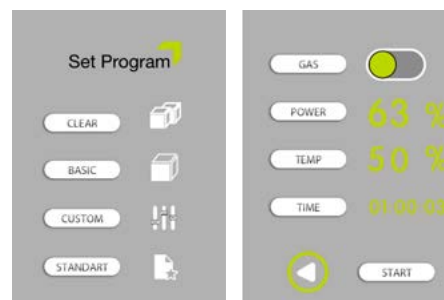 Set Program
CLEAR
BASIC
CUSTOM
STANDART
GAS
POWER 63 %
TEMP 50 %
TIME 01:00:03
START